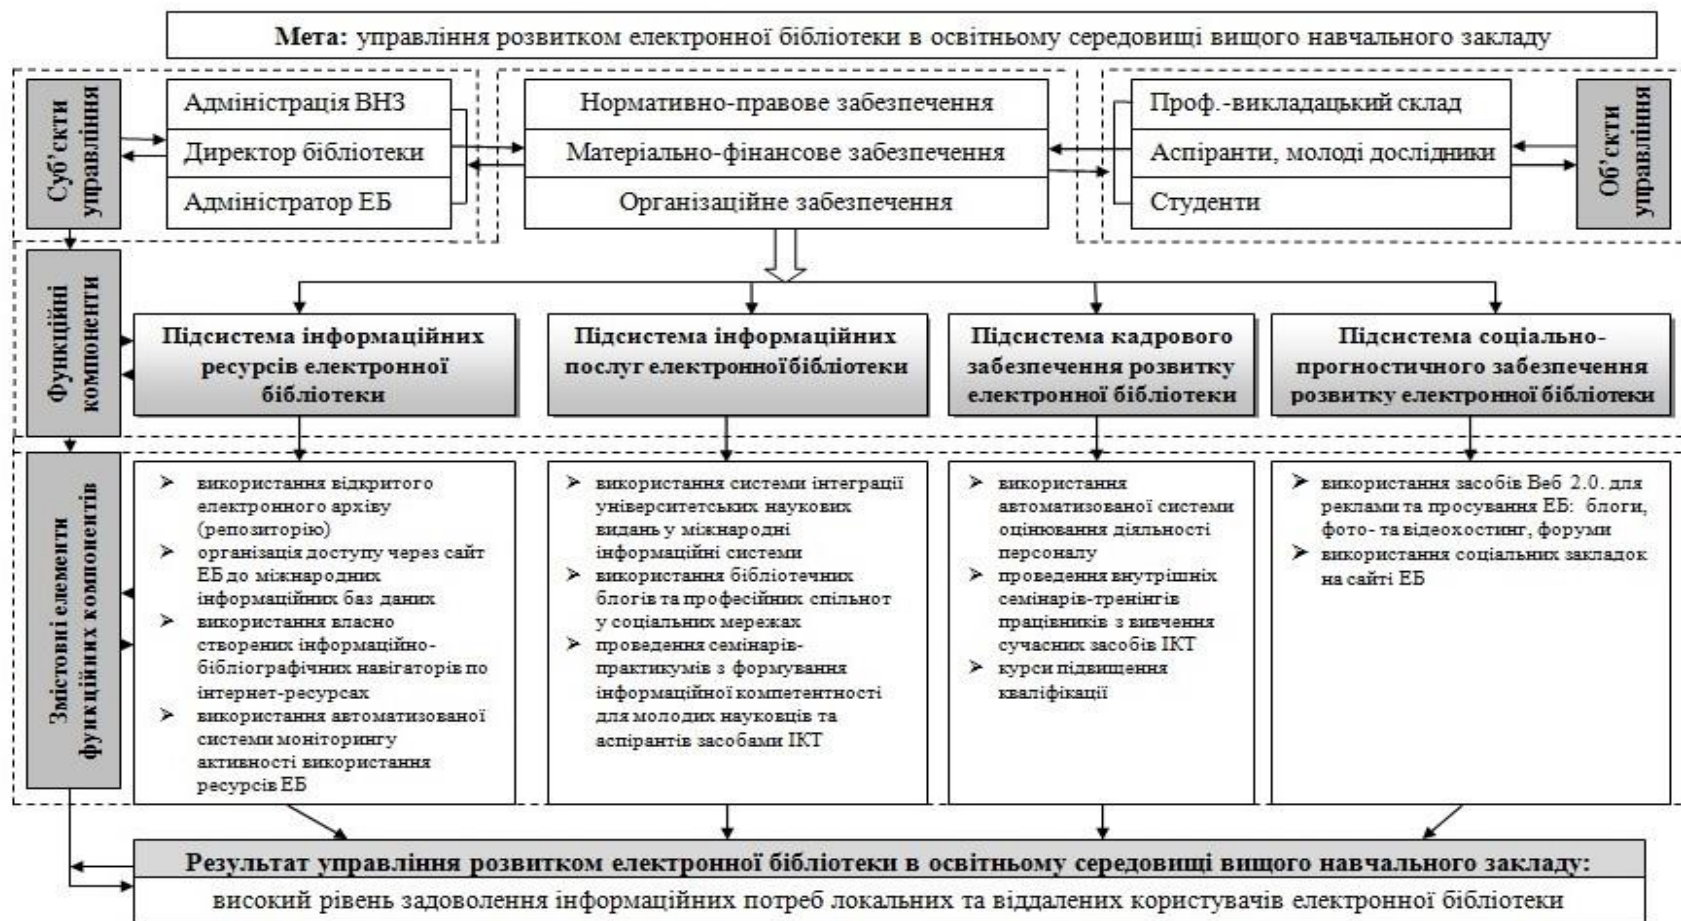 Мета: управління розвитком електронної бібліотеки в освітньому середовищі вищого навчального закладу
Суб’єкти
управління
Адміністрація ВНЗ
Директор бібліотеки
Адміністратор ЕБ
Нормативно-правове забезпечення
Матеріально-фінансове забезпечення
Організаційне забезпечення
Проф.-викладацький склад
Аспіранти, молоді дослідники
Студенти
Об’єкти
управління
Функційні
компоненти
Підсистема інформаційних
ресурсів електронної
бібліотеки
Підсистема інформаційних
послуг електронної бібліотеки
Підсистема кадрового
забезпечення розвитку
електронної бібліотеки
Підсистема соціально-
прогностичного забезпечення
розвитку електронної бібліотеки
Змістовні елементи
функційних компонентів
➢ використання відкритого
електронного архіву
(репозиторію)
➢ організація доступу через сайт
ЕБ до міжнародних
інформаційних баз даних
➢ використання власно
створених інформаційно-
бібліографічних навігаторів по
інтернет-ресурсах
➢ використання автоматизованої
системи моніторингу
активності використання
ресурсів ЕБ
➢ використання системи інтеграції
університетських наукових
видань у міжнародні
інформаційні системи
➢ використання бібліотечних
блогів та професійних спільнот
у соціальних мережах
➢ проведення семінарів-
практикумів з формування
інформаційної компетентності
для молодих науковців та
аспірантів засобами ІКТ
➢ використання
автоматизованої системи
оцінювання діяльності
персоналу
➢ проведення внутрішніх
семінарів-тренінгів
працівників з вивчення
сучасних засобів ІКТ
➢ курси підвищення
кваліфікації
➢ використання засобів Веб 2.0. для
реклами та просування ЕБ: блоги,
фото- та відеохостинг, форуми
➢ використання соціальних закладок
на сайті ЕБ
Результат управління розвитком електронної бібліотеки в освітньому середовищі вищого навчального закладу:
високий рівень задоволення інформаційних потреб локальних та віддалених користувачів електронної бібліотеки